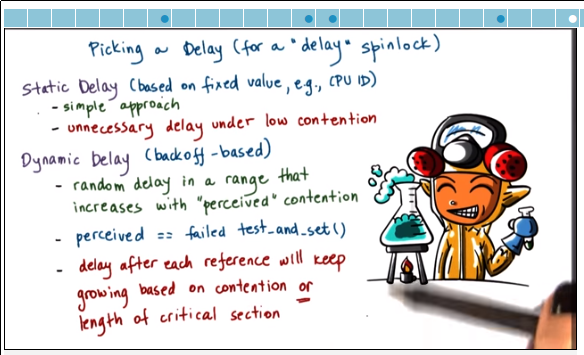 Picking a Delay (for a "delay" spinlock)
Static Delay (based on fixed value, e.g., CPU ID)
- simple approach
- unnecessary delay under low contention
Dynamic Delay (backoff-based)
- random delay in a range that
increases with "perceived" contention
- perceived == failed test_and_set()
- delay after each reference will keep
growing based on contention or
length of critical section